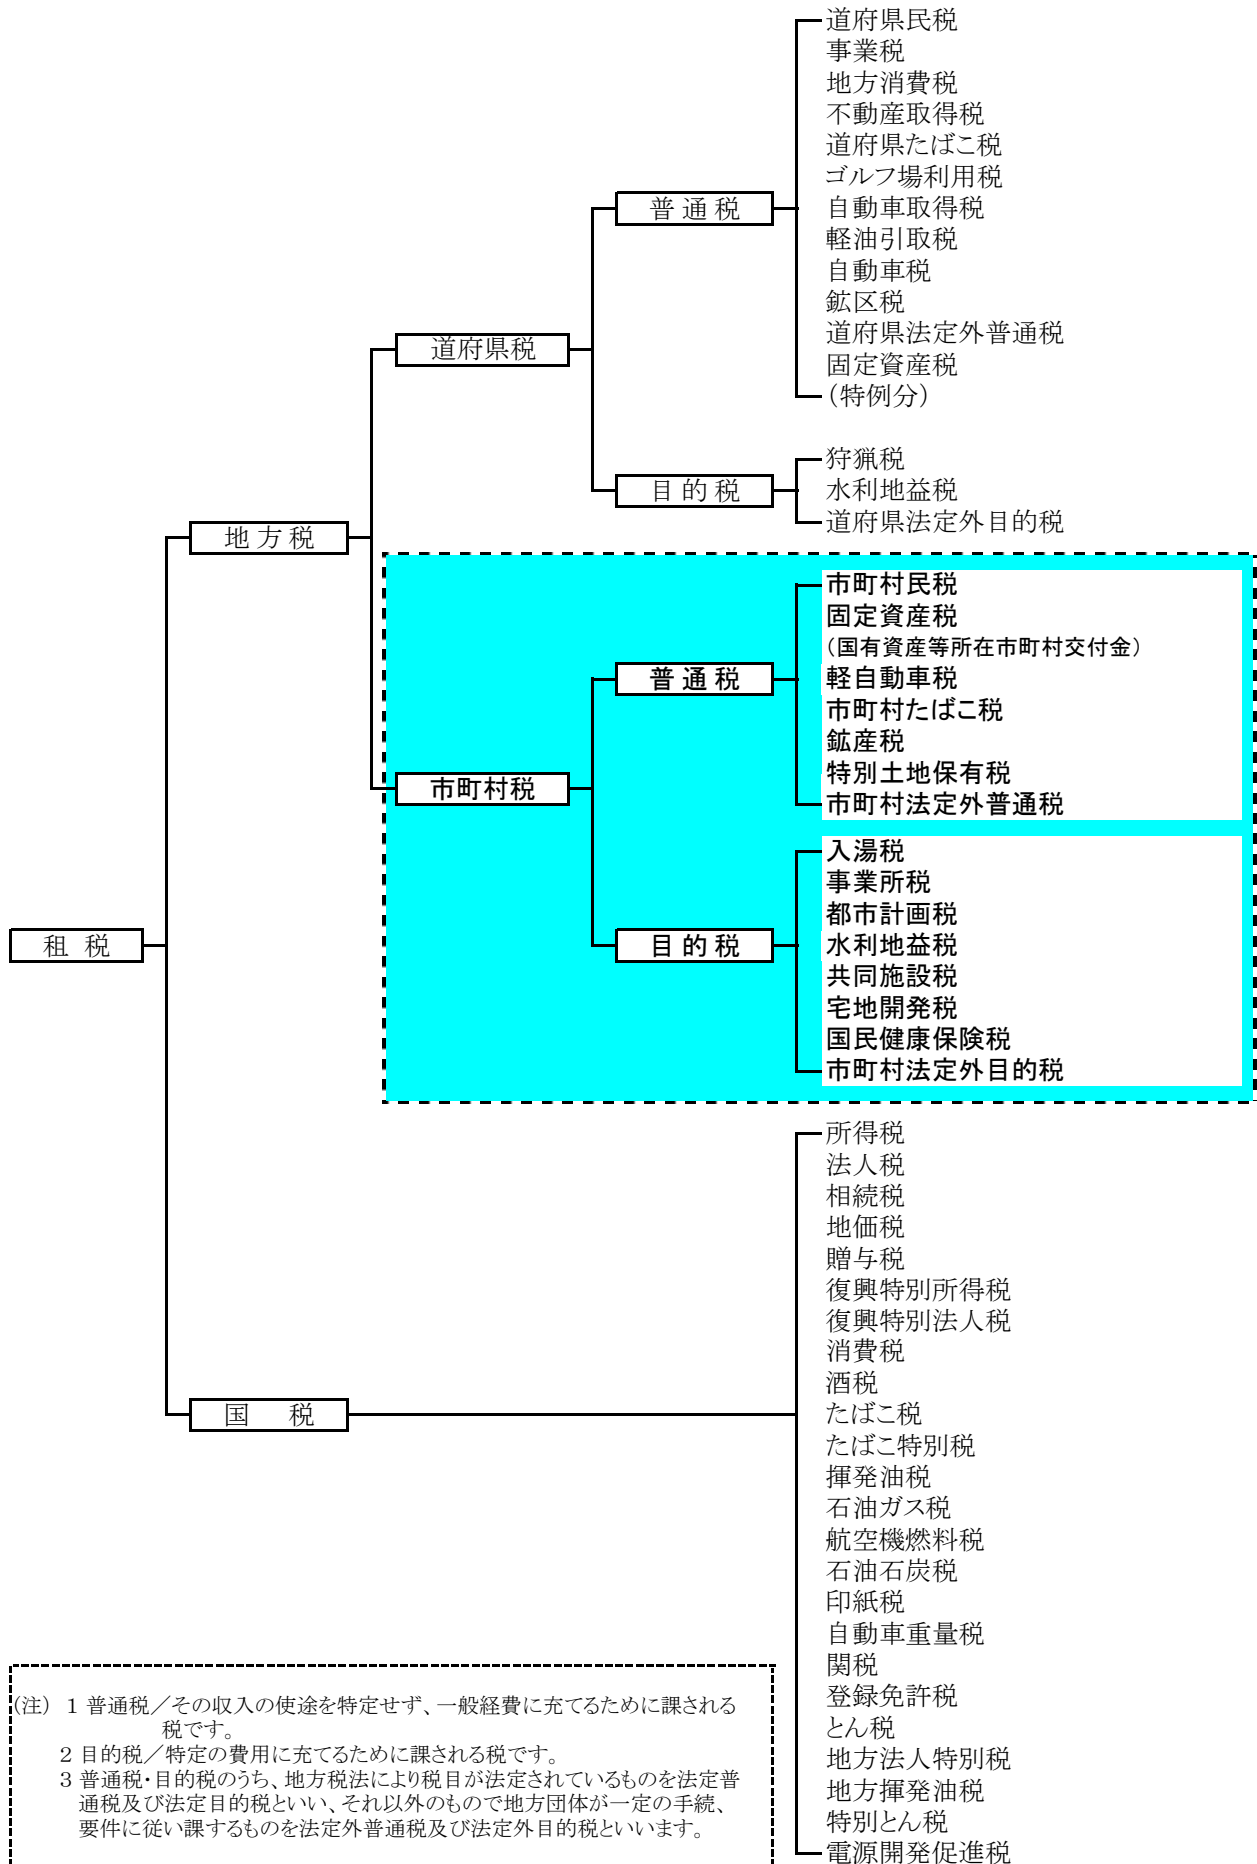 道府県民税
事業税
地方消費税
不動産取得税
道府県たばこ税
ゴルフ場利用税
普通税
自動車取得税
軽油引取税
自動車税
鉱区税
道府県法定外普通税
道府県税
固定資産税
（特例分）
狩猟税
目的税
水利地益税
道府県法定外目的税
地方税
市町村民税
固定資産税
（国有資産等所在市町村交付金）
普通税
軽自動車税
市町村たばこ税
鉱産税
特別土地保有税
市町村税
市町村法定外普通税
入湯税
事業所税
都市計画税
租税
目的税
水利地益税
共同施設税
宅地開発税
国民健康保険税
市町村法定外目的税
所得税
法人税
相続税
地価税
贈与税
復興特別所得税
復興特別法人税
消費税
酒税
国　税
たばこ税
たばこ特別税
揮発油税
石油ガス税
航空機燃料税
石油石炭税
印紙税
自動車重量税
関税
登録免許税
とん税
地方法人特別税
地方揮発油税
特別とん税
電源開発促進税
（注） 1 普通税／その収入の使途を特定せず、一般経費に充てるために課される
税です。
2 目的税／特定の費用に充てるために課される税です。
3 普通税・目的税のうち、地方税法により税目が法定されているものを法定普
通税及び法定目的税といい、それ以外のもので地方団体が一定の手続、
要件に従い課するものを法定外普通税及び法定外目的税といいます。